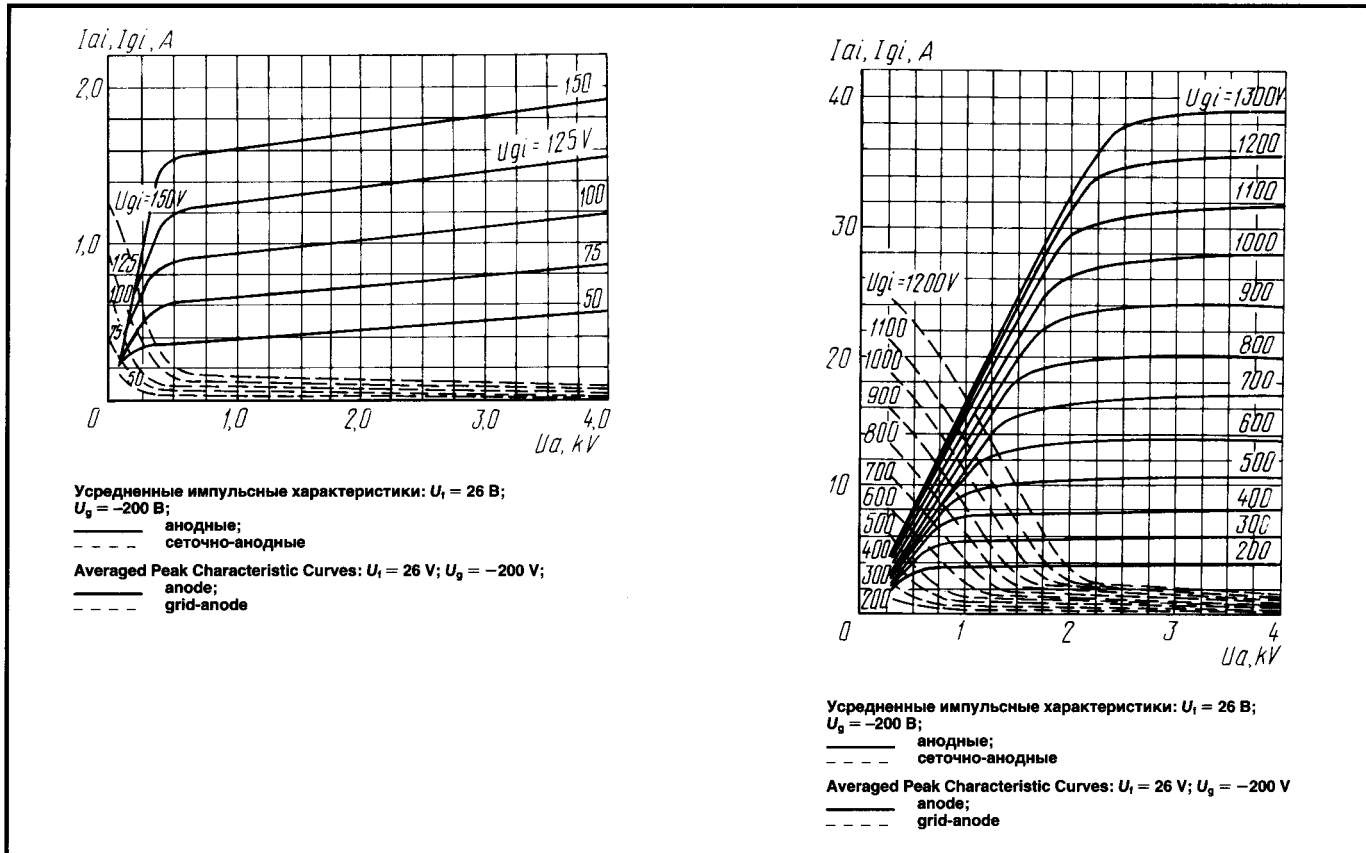 Iai, Igi, A
2,0
150
Ugi = 125 V
Ugi=150V
100
1,0
125
75
100
50
75
50
0
1,0
2,0
3,0
4,0
Ua, kV
Усредненные импульсные характеристики: Uf = 26 В;
Ug = −200 В;
анодные;
сеточно-анодные
Averaged Peak Characteristic Curves: Uf = 26 V; Ug = −200 V;
anode;
grid-anode
Iai, Igi, A
40
Ugi = 1300V
1200
1100
30
1000
Ugi=1200V
900
1100
800
20
1000
700
900
600
800
500
10
700
400
600
300
500
200
400
300
200
0
1
2
3
4
Ua, kV
Усредненные импульсные характеристики: Uf = 26 В;
Ug = −200 В;
анодные;
сеточно-анодные
Averaged Peak Characteristic Curves: Uf = 26 V; Ug = −200 V
anode;
grid-anode